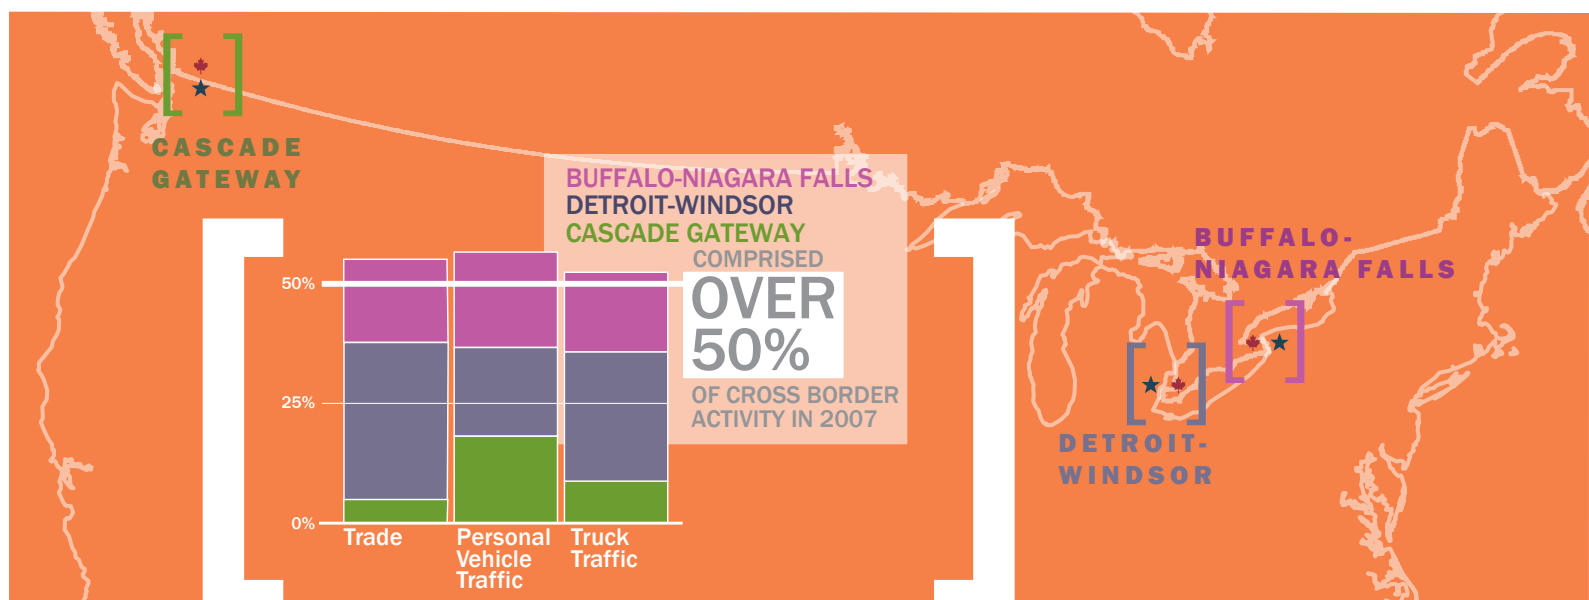 CASCADE
GATEWAY
BUFFALO-NIAGARA FALLS
DETROIT-WINDSOR
CASCADE GATEWAY
COMPRISED
OVER
50%
OF CROSS BORDER
ACTIVITY IN 2007
50%
25%
0%
Trade
Personal
Vehicle
Traffic
Truck
Traffic
BUFFALO-
NIAGARA FALLS
DETROIT-
WINDSOR